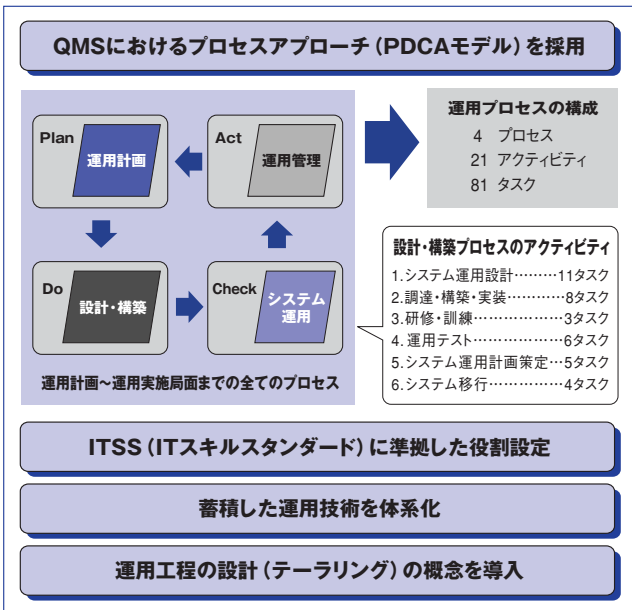 QMSにおけるプロセスアプローチ（PDCAモデル）を採用
Plan
運用計画
Act
運用管理
Do
設計・構築
Check
システム
運用
運用計画～運用実施局面までの全てのプロセス
運用プロセスの構成
4 プロセス
21 アクティビティ
81 タスク
設計・構築プロセスのアクティビティ
1.システム運用設計………11タスク
2.調達・構築・実装…………8タスク
3.研修・訓練…………………3タスク
4.運用テスト…………………6タスク
5.システム運用計画策定…5タスク
6.システム移行………………4タスク
ITSS（ITスキルスタンダード）に準拠した役割設定
蓄積した運用技術を体系化
運用工程の設計（テーラリング）の概念を導入